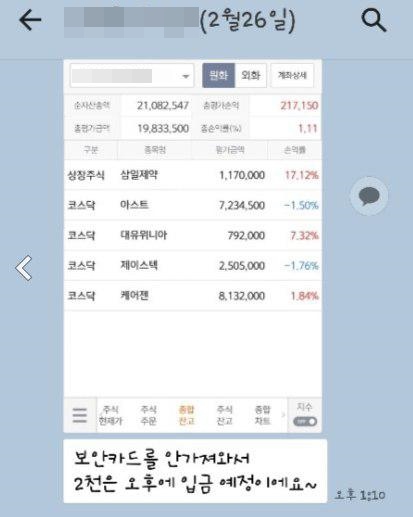 (2월26일)
원화 외화 계좌상세
순자산총액 21,082,547 총평가손익 217,150
총평가금액 19,833,500 총손익률(%) 1.11
구분 종목명 평가금액 손익률
상장주식 삼일제약 1,170,000 17.12%
코스닥 아스트 7,234,500 -1.50%
코스닥 대유위니아 792,000 7.32%
코스닥 제이스텍 2,505,000 -1.76%
코스닥 케어젠 8,132,000 1.84%
주식 주식 종합 주식 종합 지수
현재가 주문 잔고 잔고 차트 OFF
보안카드를 안가져와서
2천은 오후에 입금 예정이에요~
오후 1:10